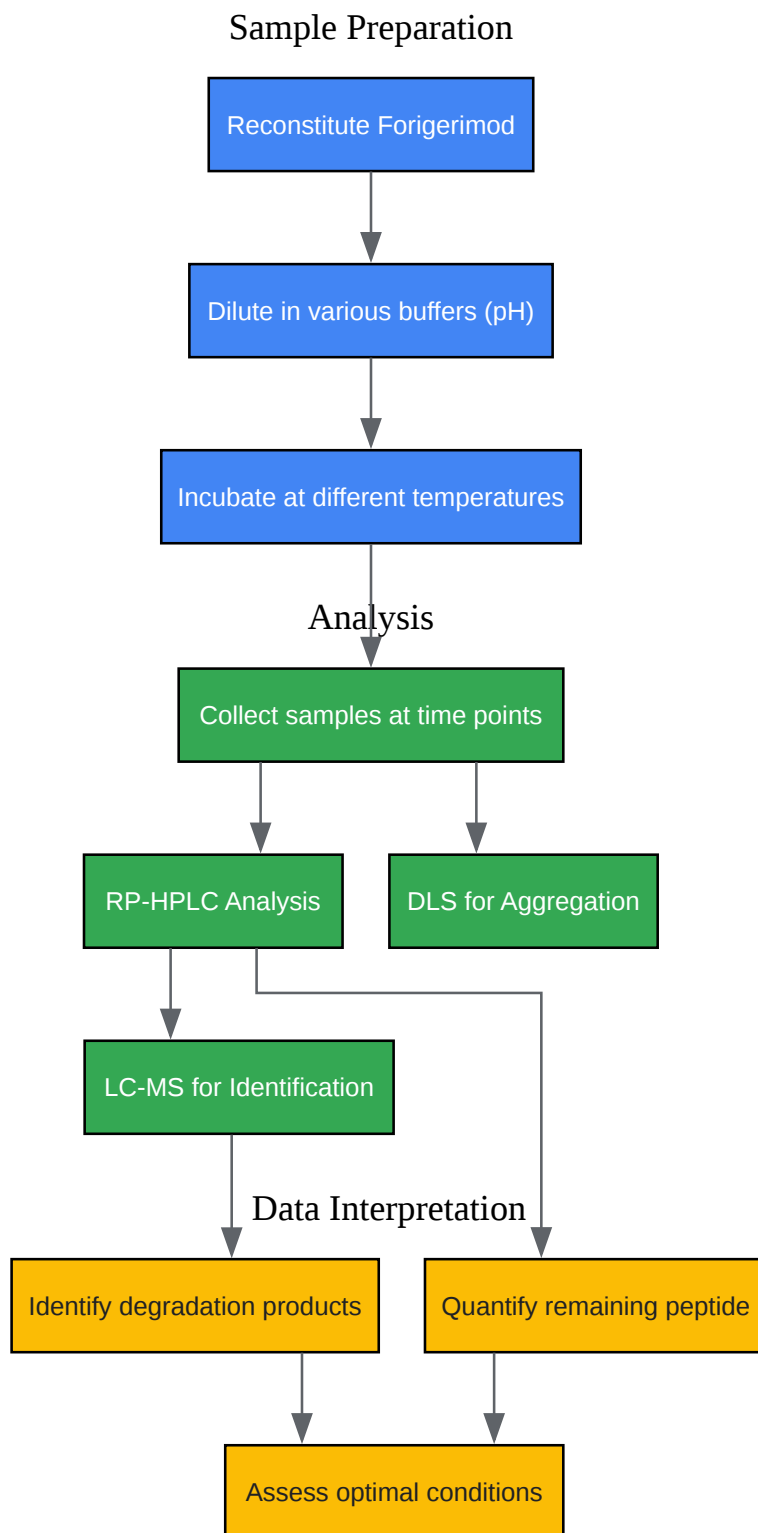 Sample Preparation
Reconstitute Forigerimod
Dilute in various buffers (pH)
Incubate at different temperatures
Analysis
Collect samples at time points
RP-HPLC Analysis
DLS for Aggregation
LC-MS for Identification
Data Interpretation
Identify degradation products
Quantify remaining peptide
Assess optimal conditions